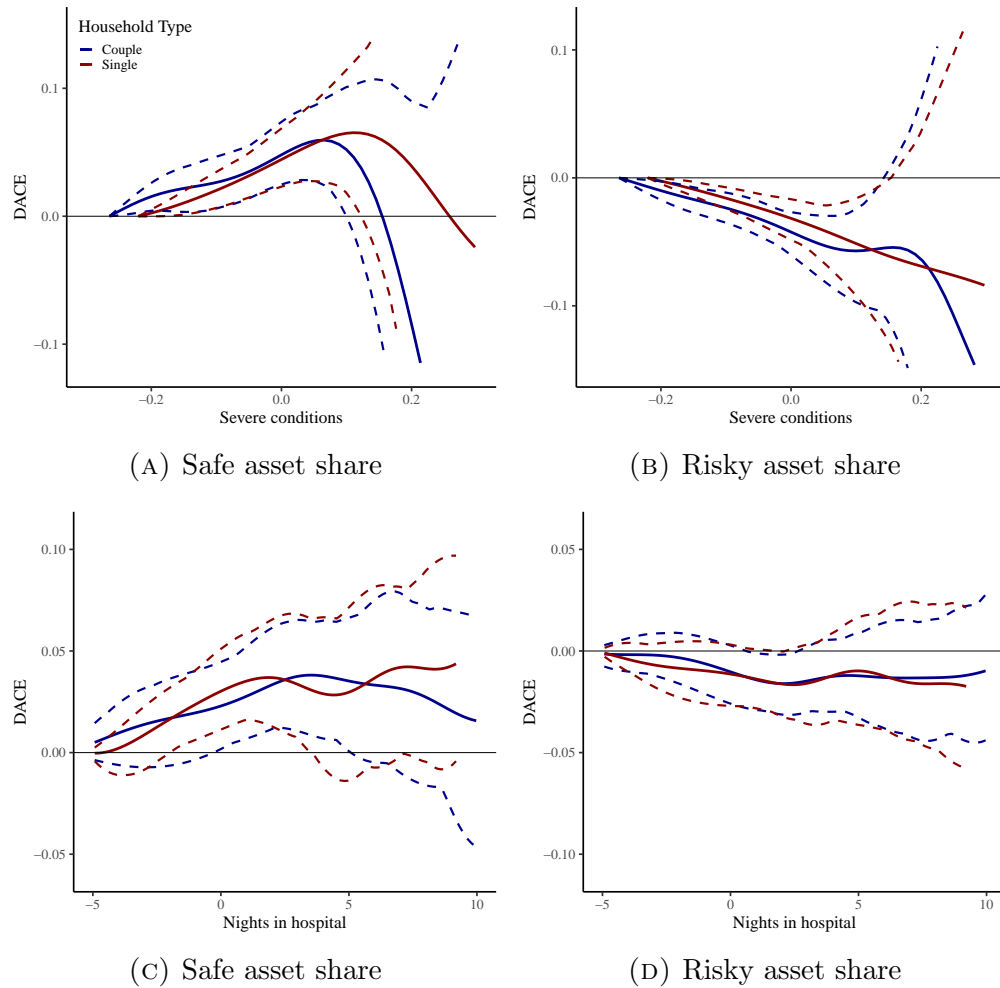 Household Type
Couple
Single
DACE
0.1
0.0
−0.1
−0.2
0.0
0.2
Severe conditions
(A) Safe asset share
DACE
0.1
0.0
−0.1
−0.2
0.0
0.2
Severe conditions
(B) Risky asset share
DACE
0.10
0.05
0.00
−0.05
−5
0
5
10
Nights in hospital
(C) Safe asset share
DACE
0.05
0.00
−0.05
−0.10
−5
0
5
10
Nights in hospital
(D) Risky asset share